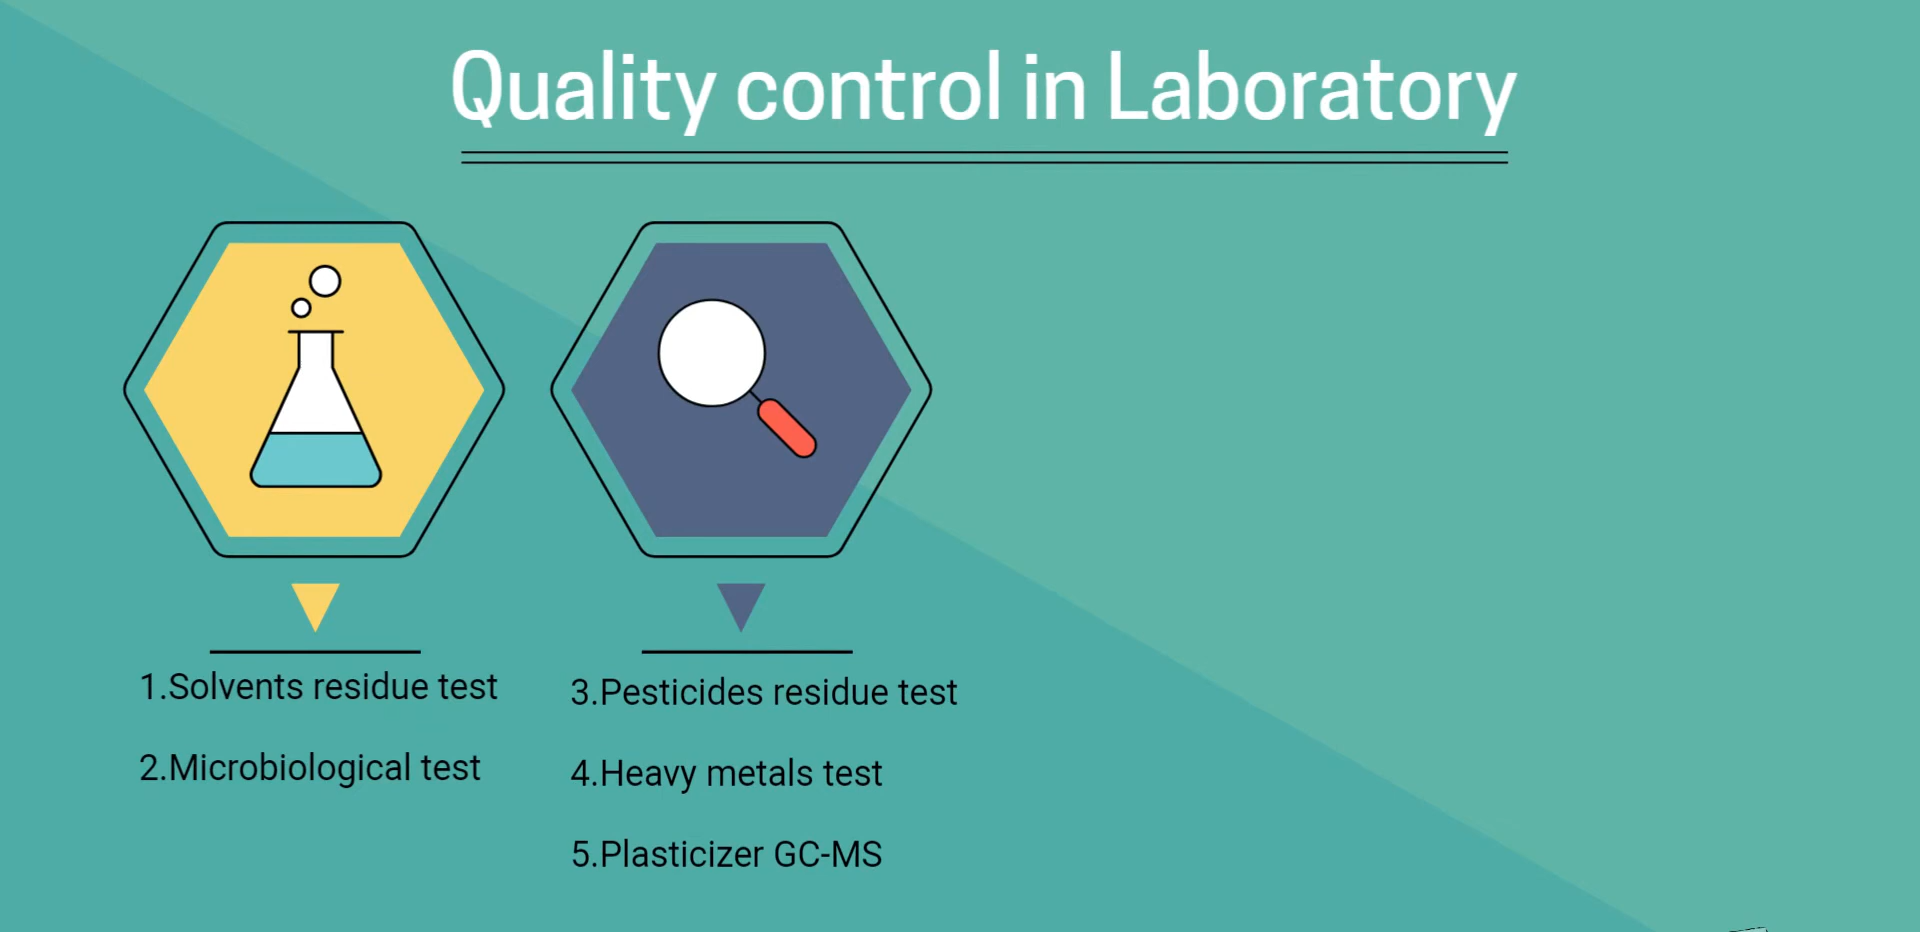 Quality control in Laboratory
1.Solvents residue test
2.Microbiological test
3.Pesticides residue test
4.Heavy metals test
5.Plasticizer GC-MS